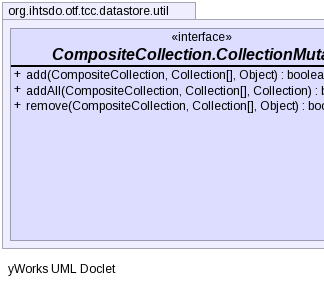 org.ihtsdo.otf.tcc.datastore.util
«interface»
CompositeCollection.CollectionMuta
+ add(CompositeCollection, Collection[], Object) : boolea
+ addAll(CompositeCollection, Collection[], Collection) : b
+ remove(CompositeCollection, Collection[], Object) : boo
yWorks UML Doclet